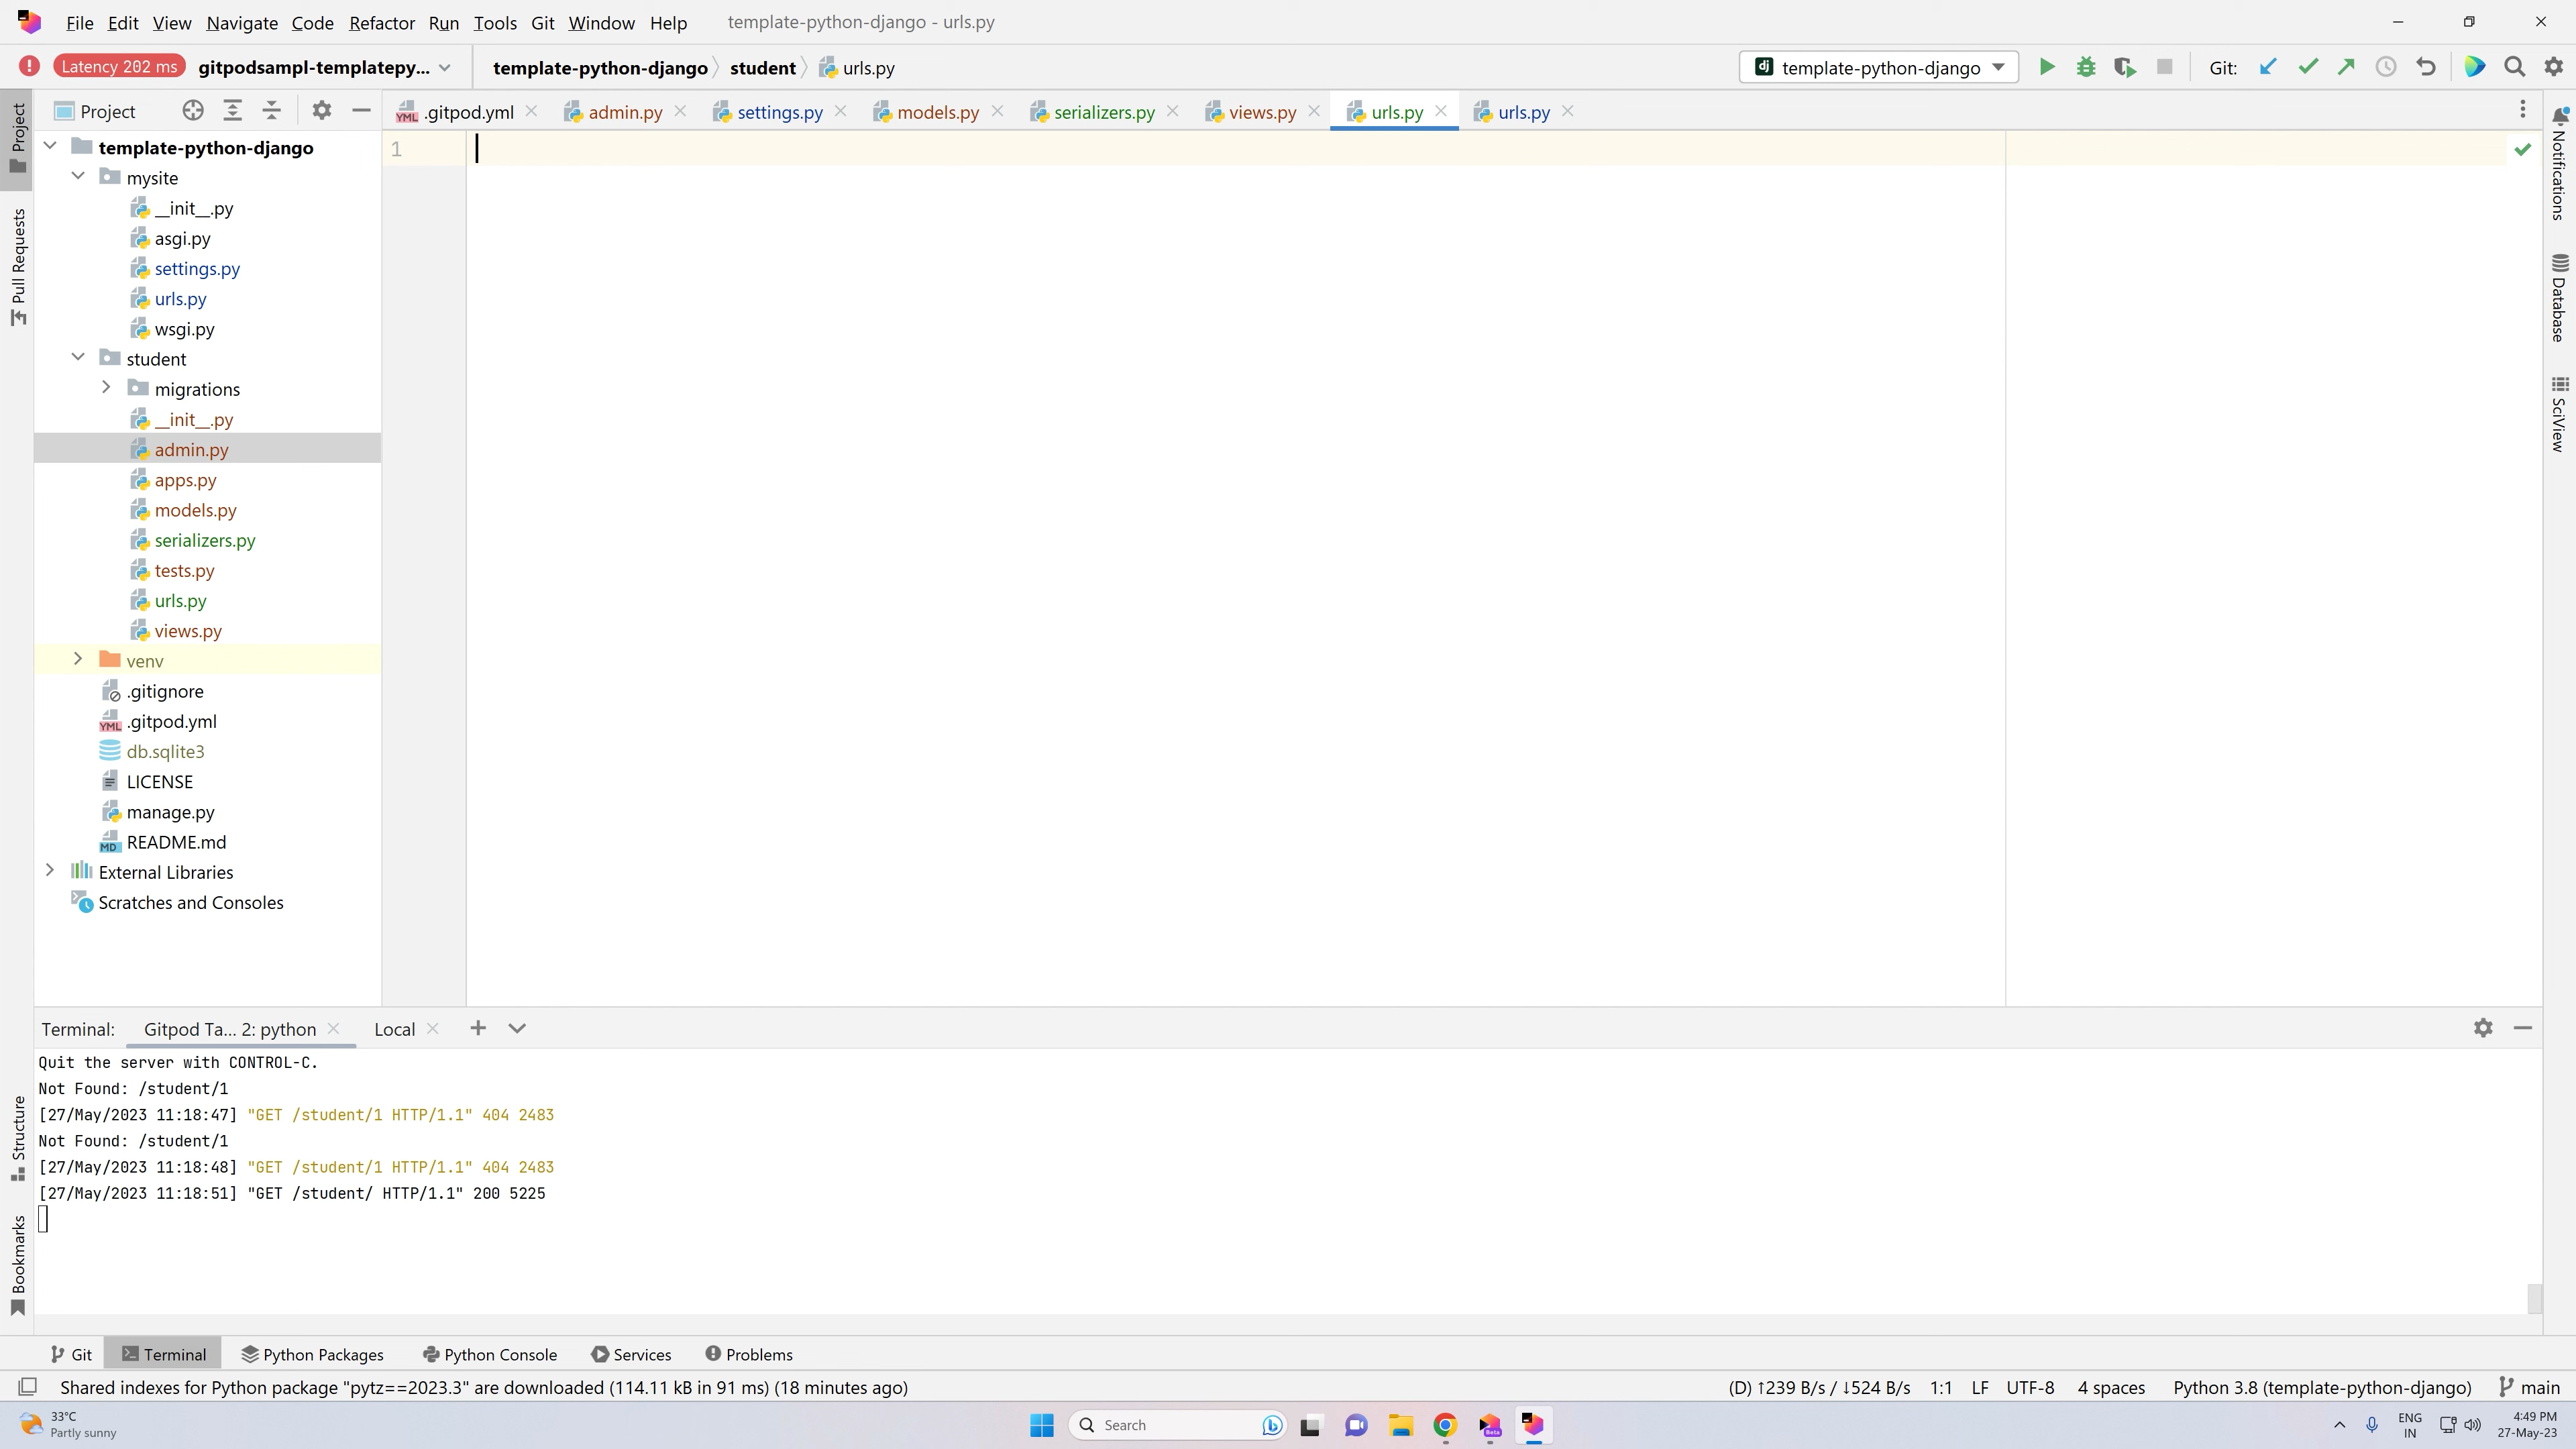 File Edit View Navigate Code Refactor Run Tools Git Window Help template-python-django - urls.py
Latency 202 ms gitpodsampl-templatepy... template-python-django student urls.py dj template-python-django Git:
Project .gitpod.yml admin.py settings.py models.py serializers.py views.py urls.py urls.py
Project
Pull Requests
Structure
Bookmarks
template-python-django
mysite
__init__.py
asgi.py
settings.py
urls.py
wsgi.py
student
migrations
__init__.py
admin.py
apps.py
models.py
serializers.py
tests.py
urls.py
views.py
venv
.gitignore
.gitpod.yml
db.sqlite3
LICENSE
manage.py
README.md
External Libraries
Scratches and Consoles
1
Notifications
Database
SciView
Terminal: Gitpod Ta... 2: python Local
Quit the server with CONTROL-C.
Not Found: /student/1
[27/May/2023 11:18:47] "GET /student/1 HTTP/1.1" 404 2483
Not Found: /student/1
[27/May/2023 11:18:48] "GET /student/1 HTTP/1.1" 404 2483
[27/May/2023 11:18:51] "GET /student/ HTTP/1.1" 200 5225
Git Terminal Python Packages Python Console Services Problems
Shared indexes for Python package "pytz==2023.3" are downloaded (114.11 kB in 91 ms) (18 minutes ago) (D) ↑239 B/s / ↓524 B/s 1:1 LF UTF-8 4 spaces Python 3.8 (template-python-django) main
33°C
Partly sunny
Search
ENG
IN
4:49 PM
27-May-23